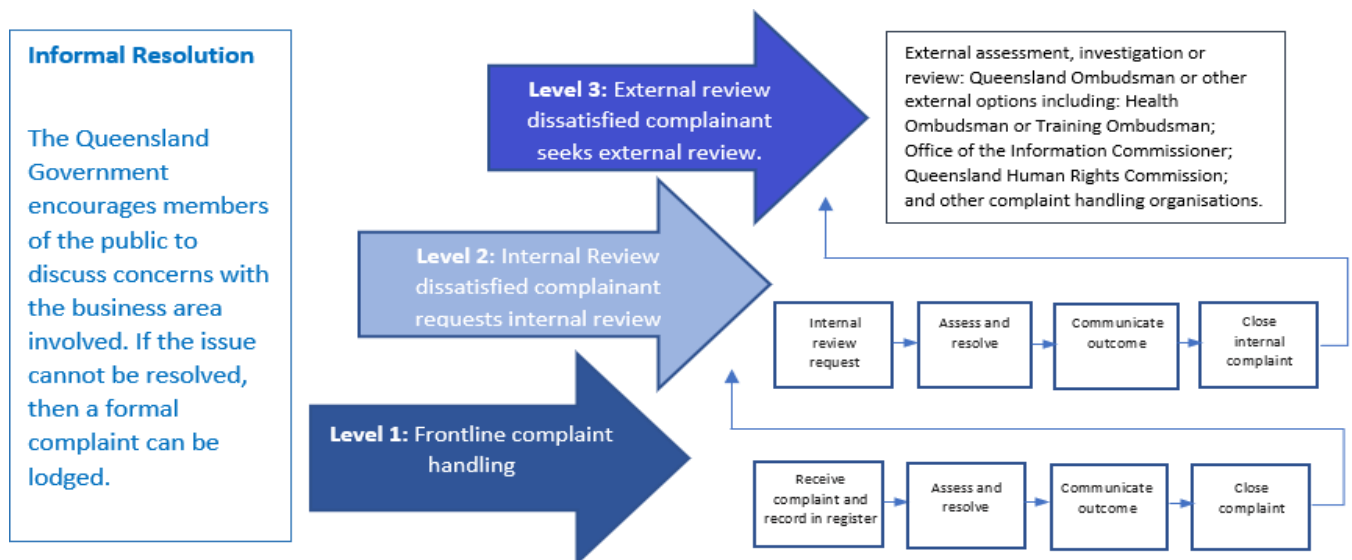 Informal Resolution
The Queensland
Government
encourages members
of the public to
discuss concerns with
the business area
involved. If the issue
cannot be resolved,
then a formal
complaint can be
lodged.
Level 3: External review
dissatisfied complainant
seeks external review.
External assessment, investigation or
review: Queensland Ombudsman or other
external options including: Health
Ombudsman or Training Ombudsman;
Office of the Information Commissioner;
Queensland Human Rights Commission;
and other complaint handling organisations.
Level 2: Internal Review
dissatisfied complainant
requests internal review
Internal
review
request
Assess and
resolve
Communicate
outcome
Close
internal
complaint
Level 1: Frontline complaint
handling
Receive
complaint and
record in register
Assess and
resolve
Communicate
outcome
Close
complaint